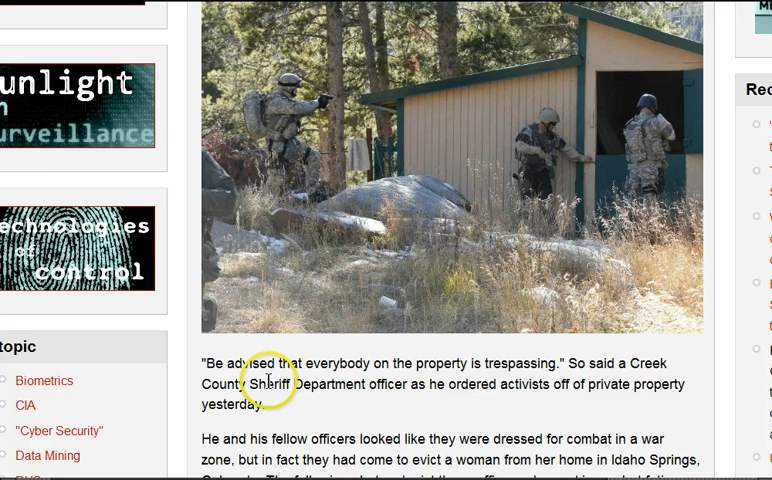 unlight
urveillance
echnologies
of
control
topic
Biometrics
CIA
"Cyber Security"
Data Mining
"Be advised that everybody on the property is trespassing." So said a Creek
County Sheriff Department officer as he ordered activists off of private property
yesterday.
He and his fellow officers looked like they were dressed for combat in a war
zone, but in fact they had come to evict a woman from her home in Idaho Springs,
Rec